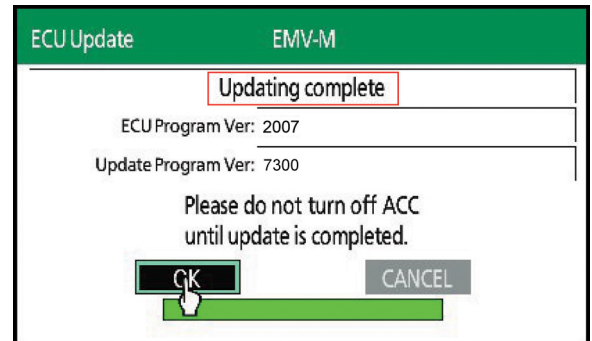 ECU Update EMV-M
Updating complete
ECU Program Ver: 2007
Update Program Ver: 7300
Please do not turn off ACC
until update is completed.
OK CANCEL